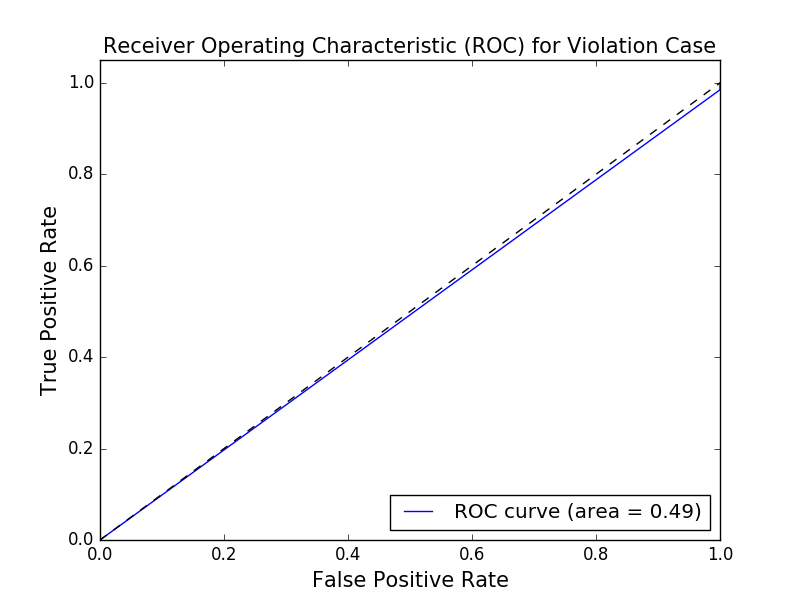 Receiver Operating Characteristic (ROC) for Violation Case
True Positive Rate
1.0
0.8
0.6
0.4
0.2
0.0
ROC curve (area = 0.49)
0.0 0.2 0.4 0.6 0.8 1.0
False Positive Rate